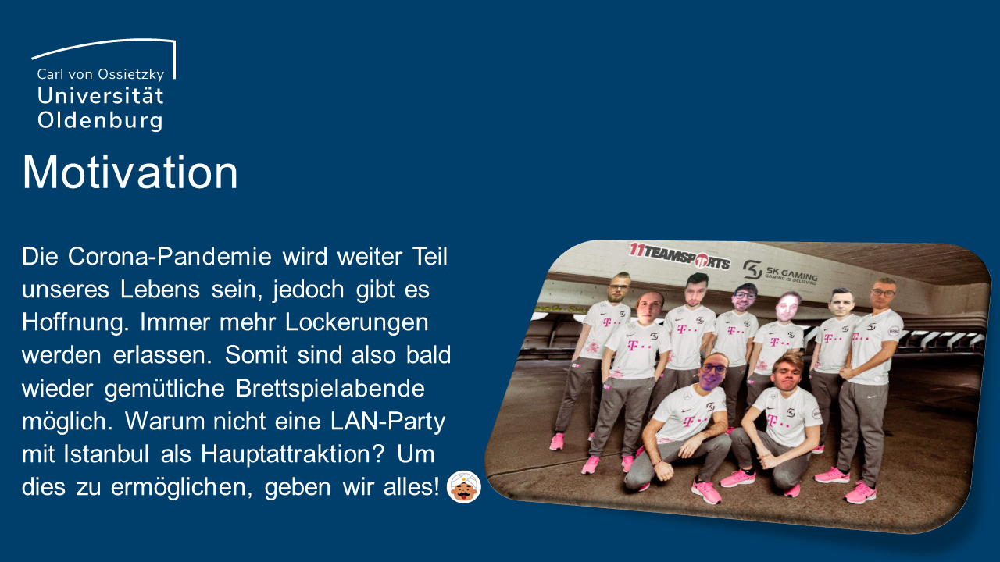 Carl von Ossietzky
Universität
Oldenburg
Motivation
Die Corona-Pandemie wird weiter Teil
unseres Lebens sein, jedoch gibt es
Hoffnung. Immer mehr Lockerungen
werden erlassen. Somit sind also bald
wieder gemütliche Brettspielabende
möglich. Warum nicht eine LAN-Party
mit Istanbul als Hauptattraktion? Um
dies zu ermöglichen, geben wir alles!
11TEAMSPORTS
SK GAMING
GAMING IS BELIEVING
T
T
T
T
T
T
T
T
T